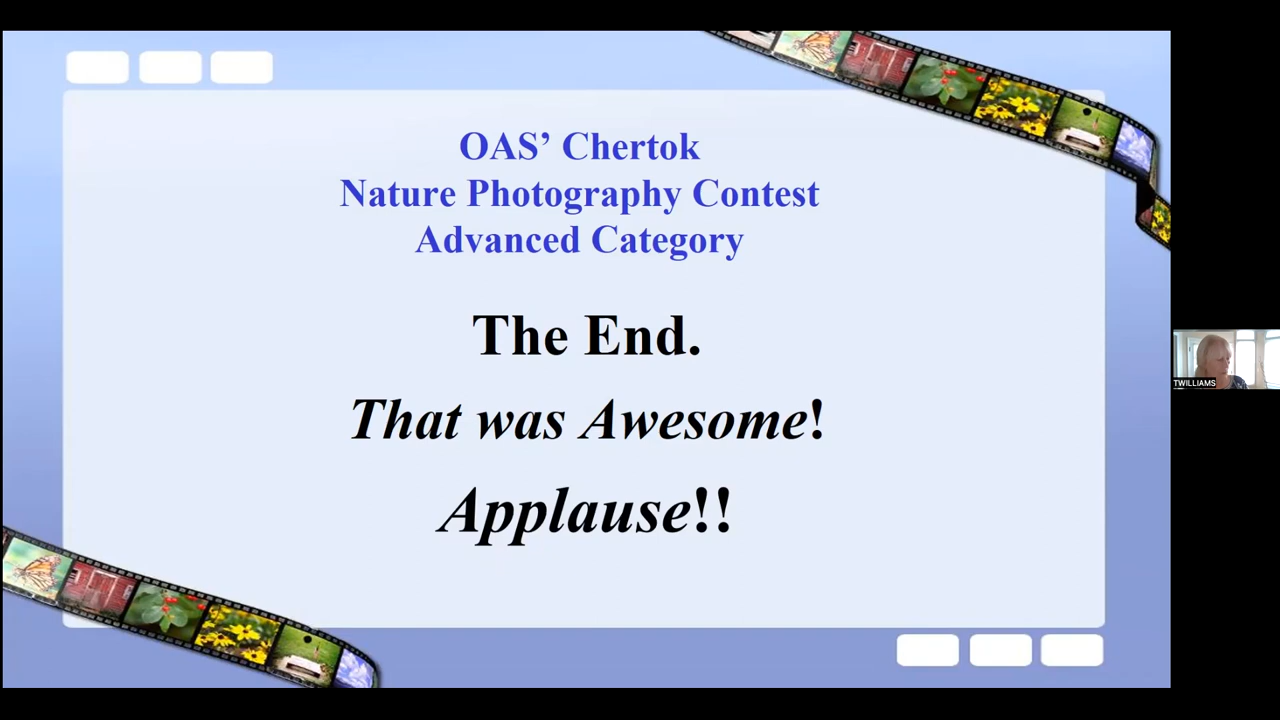 OAS’ Chertok
Nature Photography Contest
Advanced Category
The End.
That was Awesome!
Applause!!
TWILLIAMS